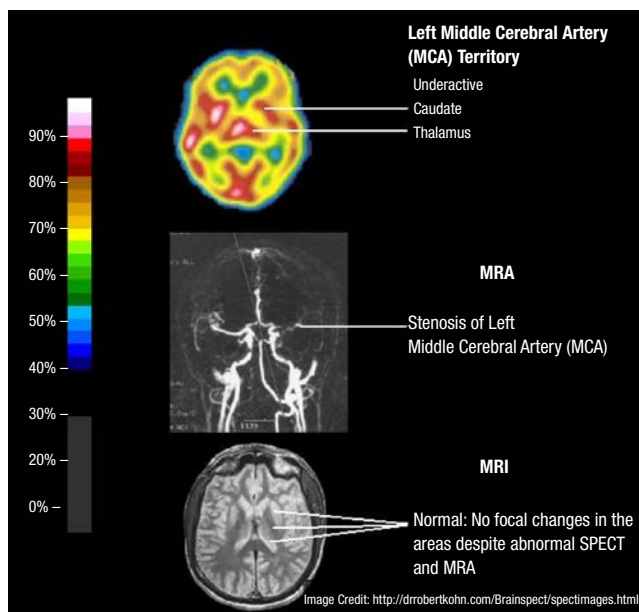 Left Middle Cerebral Artery
(MCA) Territory
Underactive
Caudate
Thalamus
90%
80%
70%
60%
50%
40%
30%
20%
0%
MRA
Stenosis of Left
Middle Cerebral Artery (MCA)
MRI
Normal: No focal changes in the
areas despite abnormal SPECT
and MRA
Image Credit: http://drrobertkohn.com/Brainspect/spectimages.html